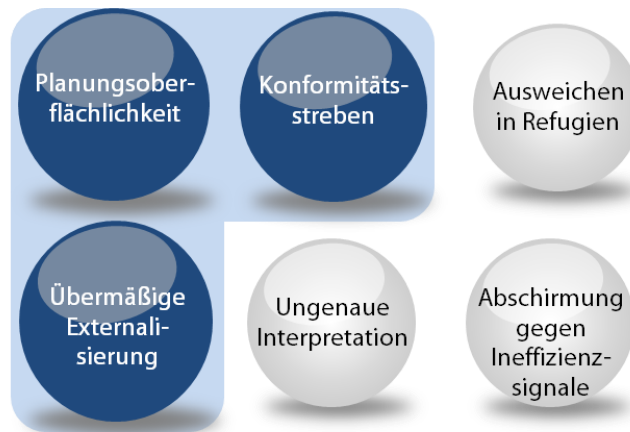 Planungsober-
flächlichkeit
Konformitäts-
streben
Ausweichen
in Refugien
Übermäßige
Externali-
sierung
Ungenaue
Interpretation
Abschirmung
gegen
Ineffizienz-
signale